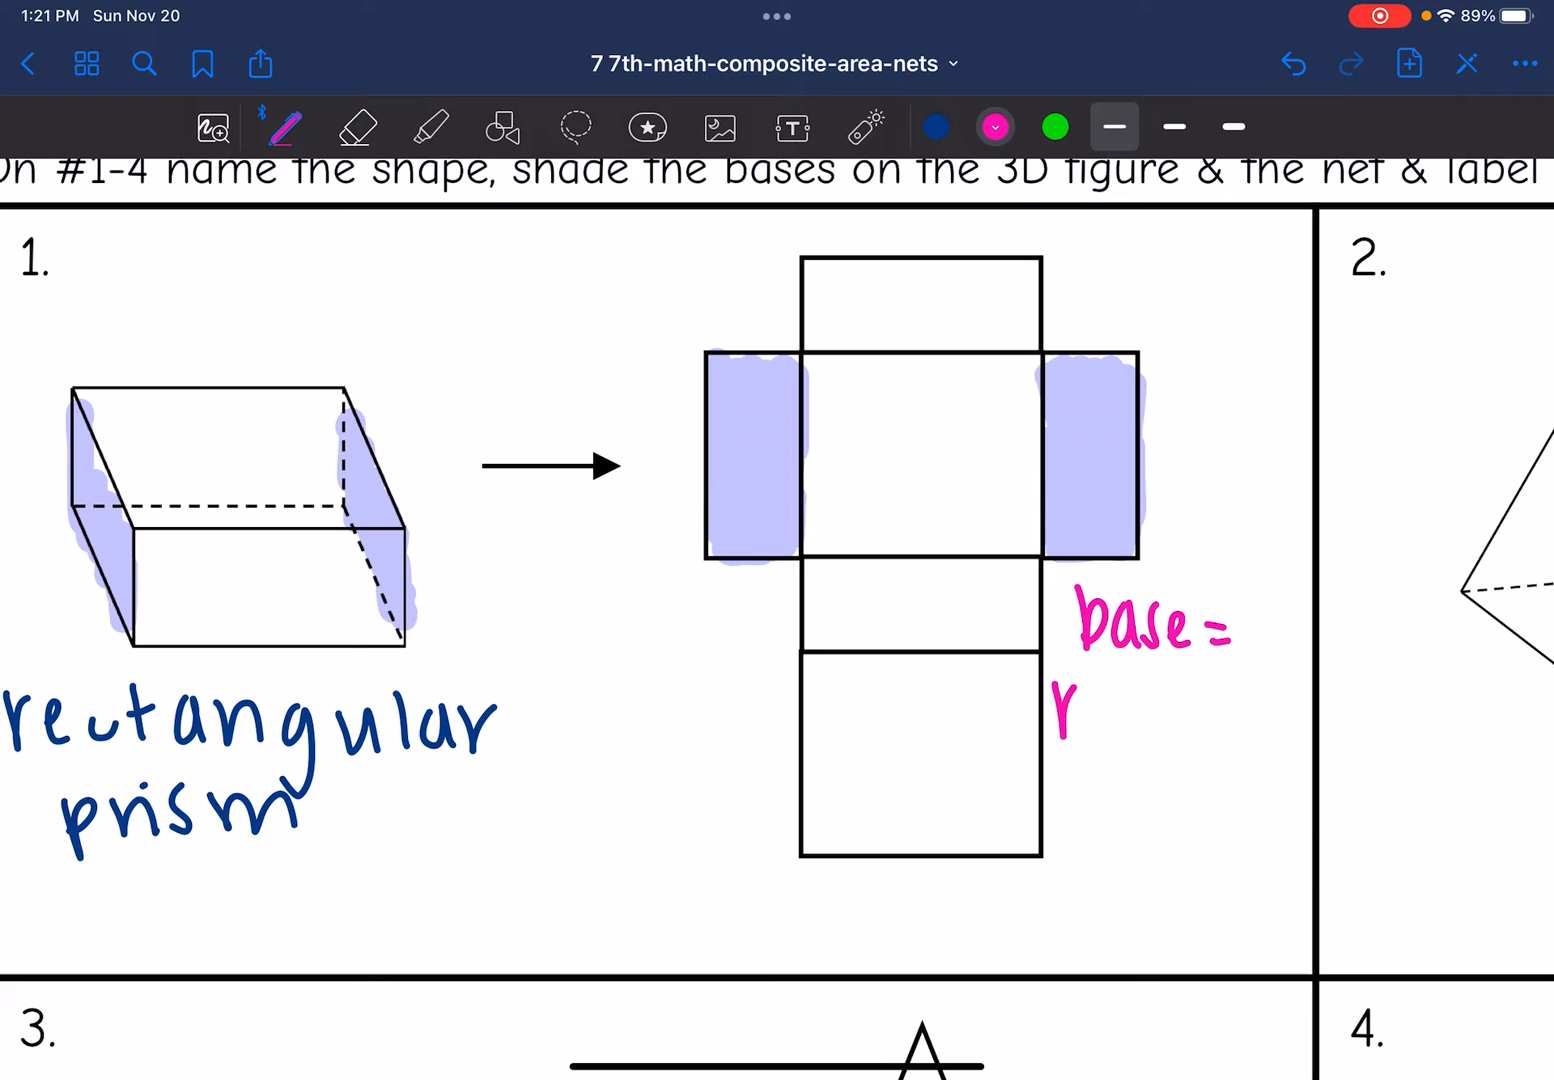 1:21 PM Sun Nov 20
89%
7 7th-math-composite-area-nets
T
On #1-4 name the shape, shade the bases on the 3D figure & the net & label
1.
2.
base =
r
rectangular
prism
3.
4.